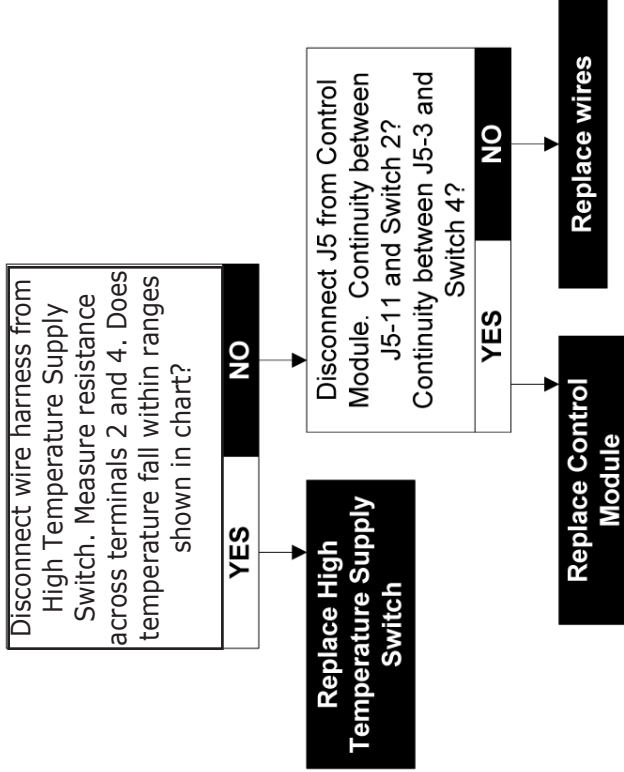 Disconnect wire harness from
High Temperature Supply
Switch. Measure resistance
across terminals 2 and 4. Does
temperature fall within ranges
shown in chart?
YES
NO
Replace High
Temperature Supply
Switch
Disconnect J5 from Control
Module. Continuity between
J5-11 and Switch 2?
Continuity between J5-3 and
Switch 4?
YES
NO
Replace Control
Module
Replace wires